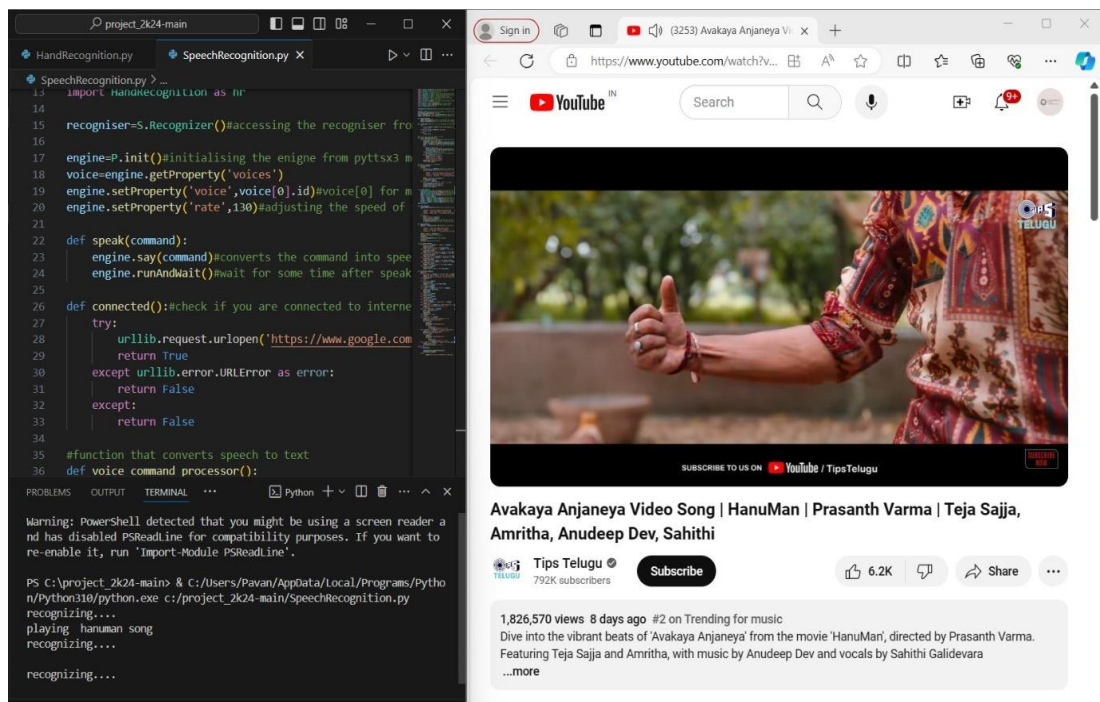 project_2k24-main
HandRecognition.py
SpeechRecognition.py
SpeechRecognition.py > ...
13 import HandRecognition as hr
14
15 recogniser=S.Recognizer()#accessing the recogniser fro
16
17 engine=P.init()#initialising the enigne from pyttsx3 m
18 voice=engine.getProperty('voices')
19 engine.setProperty('voice',voice[0].id)#voice[0] for m
20 engine.setProperty('rate',130)#adjusting the speed of
21
22 def speak(command):
23 engine.say(command)#converts the command into spee
24 engine.runAndWait()#wait for some time after speak
25
26 def connected():#check if you are connected to interne
27 try:
28 urllib.request.urlopen('https://www.google.com
29 return True
30 except urllib.error.URLError as error:
31 return False
32 except:
33 return False
34
35 #function that converts speech to text
36 def voice_command_processor():
PROBLEMS OUTPUT TERMINAL ... Python
Warning: PowerShell detected that you might be using a screen reader a
nd has disabled PSReadLine for compatibility purposes. If you want to
re-enable it, run 'Import-Module PSReadLine'.
PS C:\project_2k24-main> & C:/Users/Pavan/AppData/Local/Programs/Pytho
n/Python310/python.exe c:/project_2k24-main/SpeechRecognition.py
recognizing....
playing hanuman song
recognizing....
recognizing....
Sign in
(3253) Avakaya Anjaneya Vi
https://www.youtube.com/watch?v...
YouTube IN
Search
9+
TIPS
TELUGU
SUBSCRIBE TO US ON YouTube / TipsTelugu
SUBSCRIBE
NOW
Avakaya Anjaneya Video Song | HanuMan | Prasanth Varma | Teja Sajja,
Amritha, Anudeep Dev, Sahithi
TIPS
TELUGU
Tips Telugu
792K subscribers
Subscribe
6.2K
Share
1,826,570 views 8 days ago #2 on Trending for music
Dive into the vibrant beats of 'Avakaya Anjaneya' from the movie 'HanuMan', directed by Prasanth Varma.
Featuring Teja Sajja and Amritha, with music by Anudeep Dev and vocals by Sahithi Galidevara
...more